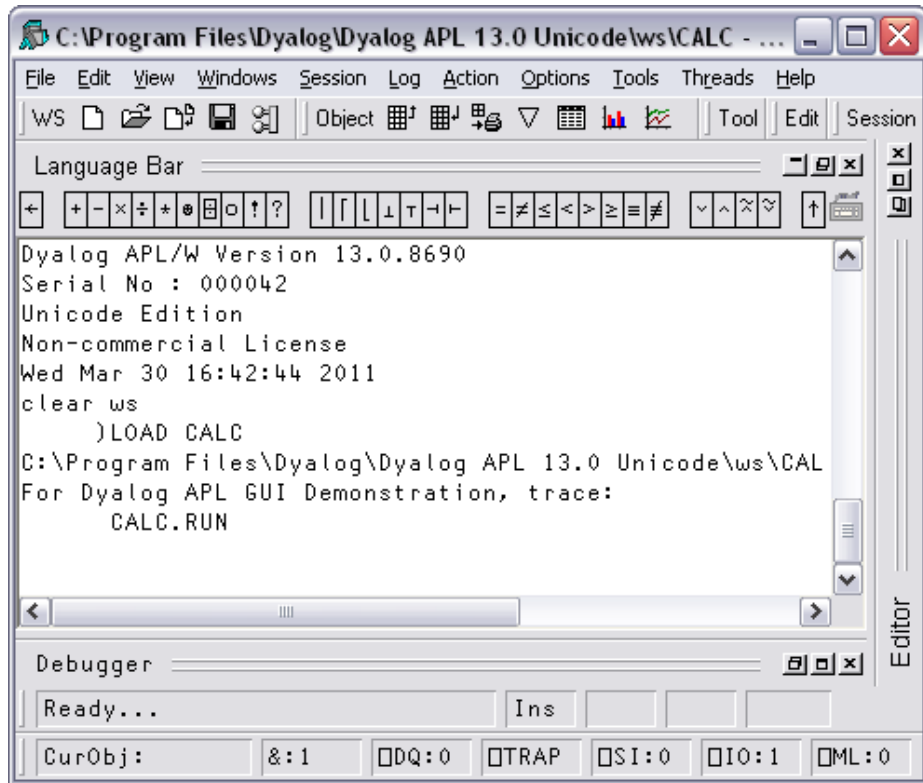 C:\Program Files\Dyalog\Dyalog APL 13.0 Unicode\ws\CALC - ...
File Edit View Windows Session Log Action Options Tools Threads Help
WS Object Tool Edit Session
Language Bar
← + - × ÷ * ⍟ ⌹ ○ ! ? | ⌈ ⌊ ⊥ ⊤ ⊣ ⊢ = ≠ ≤ < > ≥ ≡ ≢ ∨ ∧ ⍲ ⍱ ↑
Dyalog APL/W Version 13.0.8690
Serial No : 000042
Unicode Edition
Non-commercial License
Wed Mar 30 16:42:44 2011
clear ws
)LOAD CALC
C:\Program Files\Dyalog\Dyalog APL 13.0 Unicode\ws\CAL
For Dyalog APL GUI Demonstration, trace:
CALC.RUN
Editor
Debugger
Ready... Ins
CurObj: &:1 ⎕DQ:0 ⎕TRAP ⎕SI:0 ⎕IO:1 ⎕ML:0